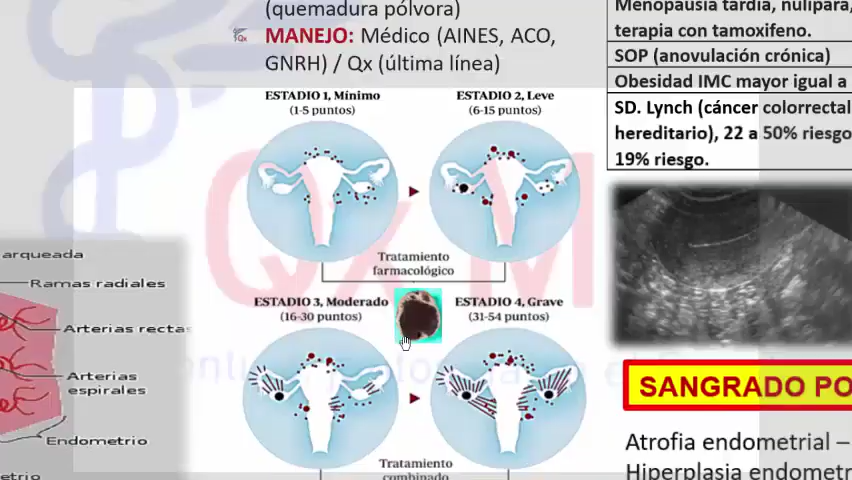 (quemadura pólvora)
MANEJO: Médico (AINES, ACO,
GNRH) / Qx (última línea)
ESTADIO 1, Mínimo
(1-5 puntos)
ESTADIO 2, Leve
(6-15 puntos)
Tratamiento
farmacológico
ESTADIO 3, Moderado
(16-30 puntos)
ESTADIO 4, Grave
(31-54 puntos)
Tratamiento
combinado
Menopausia tardía, nulípara,
terapia con tamoxifeno.
SOP (anovulación crónica)
Obesidad IMC mayor igual a
SD. Lynch (cáncer colorrectal
hereditario), 22 a 50% riesgo
19% riesgo.
SANGRADO PO
Atrofia endometrial –
Hiperplasia endometr
arqueada
Ramas radiales
Arterias rectas
Arterias
espirales
Endometrio
etrio
Qx M